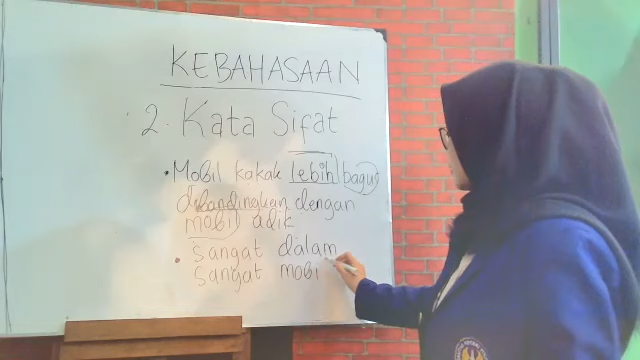 KEBAHASAAN
2. Kata Sifat
• Mobil kakak lebih bagus
dibandingkan dengan
mobil adik
• sangat dalam
sangat mobi